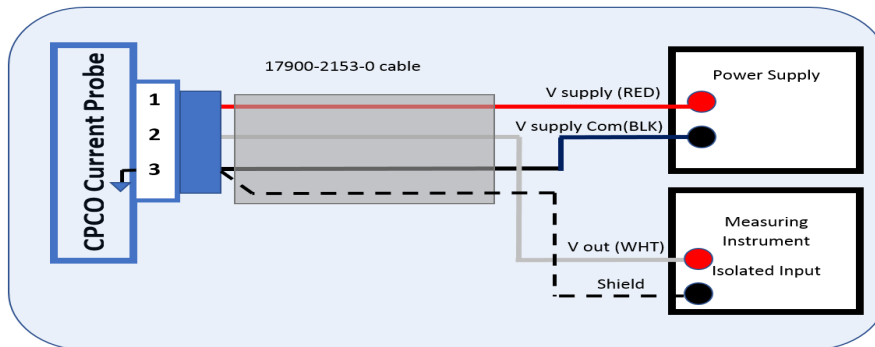 CPCO Current Probe
1
2
3
17900-2153-0 cable
V supply (RED)
V supply Com(BLK)
V out (WHT)
Shield
Power Supply
Measuring
Instrument
Isolated Input